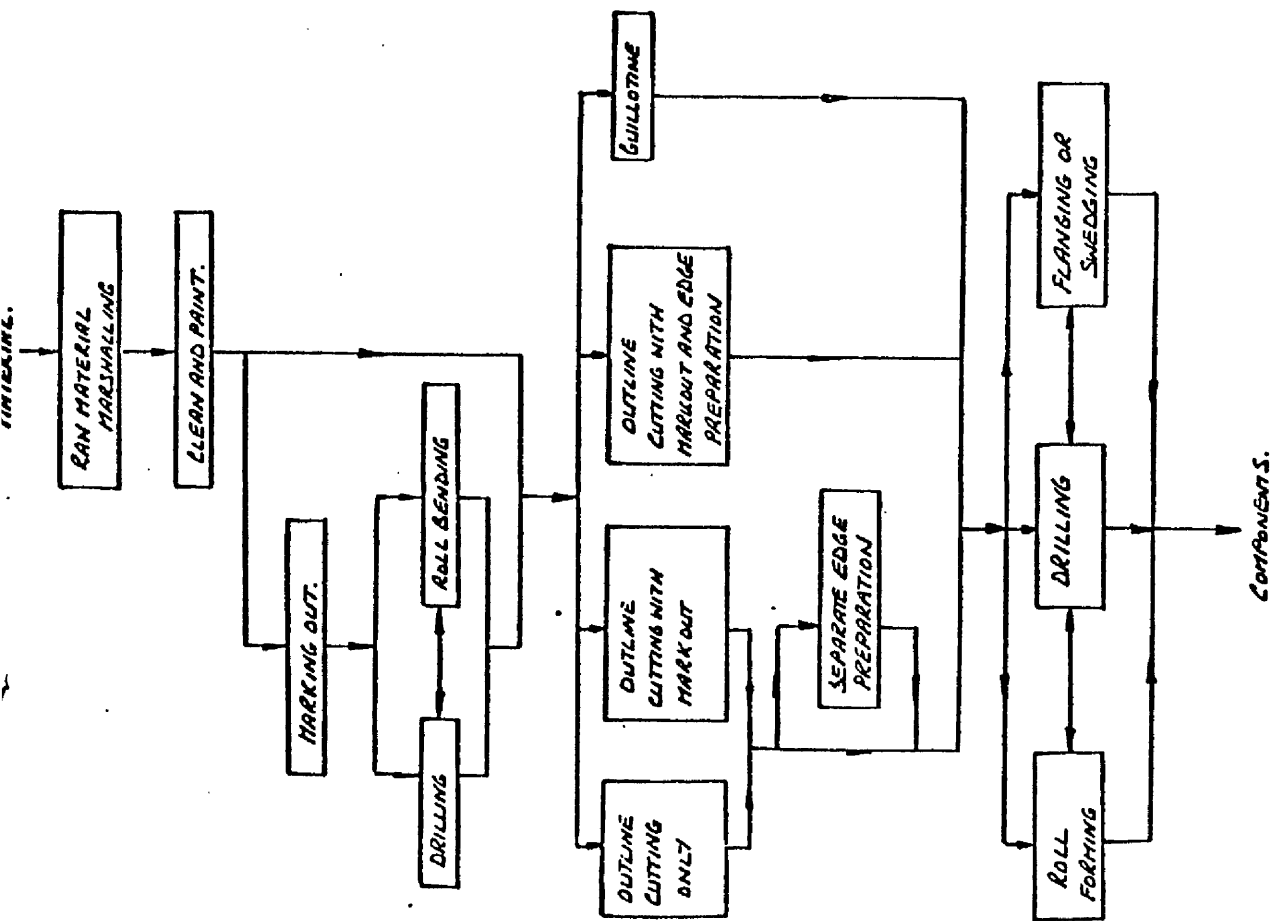 RAW MATERIAL
MARSHALLING
CLEAN AND PAINT.
MARKING OUT.
DRILLING
ROLL BENDING
OUTLINE
CUTTING
ONLY
OUTLINE
CUTTING WITH
MARK OUT
OUTLINE
CUTTING WITH
MARKOUT AND EDGE
PREPARATION
GUILLOTINE
SEPARATE EDGE
PREPARATION
ROLL
FORMING
DRILLING
FLANGING OR
SWEDGING
COMPONENTS.